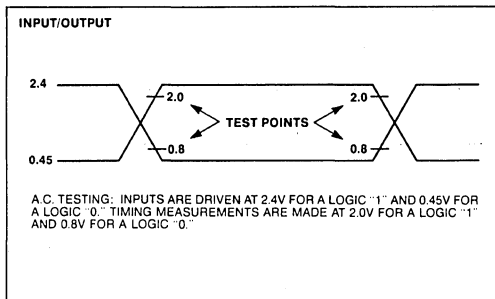 INPUT/OUTPUT
2.4
2.0
2.0
TEST POINTS
0.8
0.8
0.45
A.C. TESTING: INPUTS ARE DRIVEN AT 2.4V FOR A LOGIC "1" AND 0.45V FOR
A LOGIC "0." TIMING MEASUREMENTS ARE MADE AT 2.0V FOR A LOGIC "1"
AND 0.8V FOR A LOGIC "0."